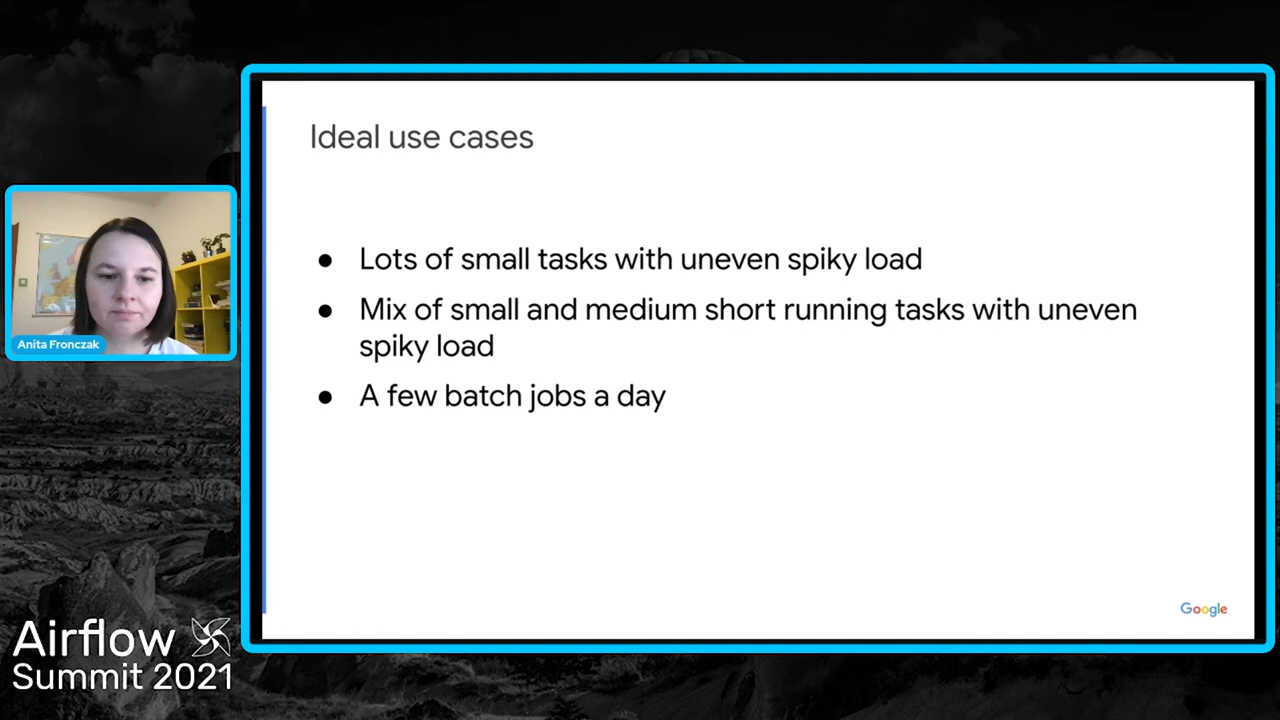 Ideal use cases
● Lots of small tasks with uneven spiky load
● Mix of small and medium short running tasks with uneven
spiky load
● A few batch jobs a day
Google
Anita Fronczak
Airflow
Summit 2021